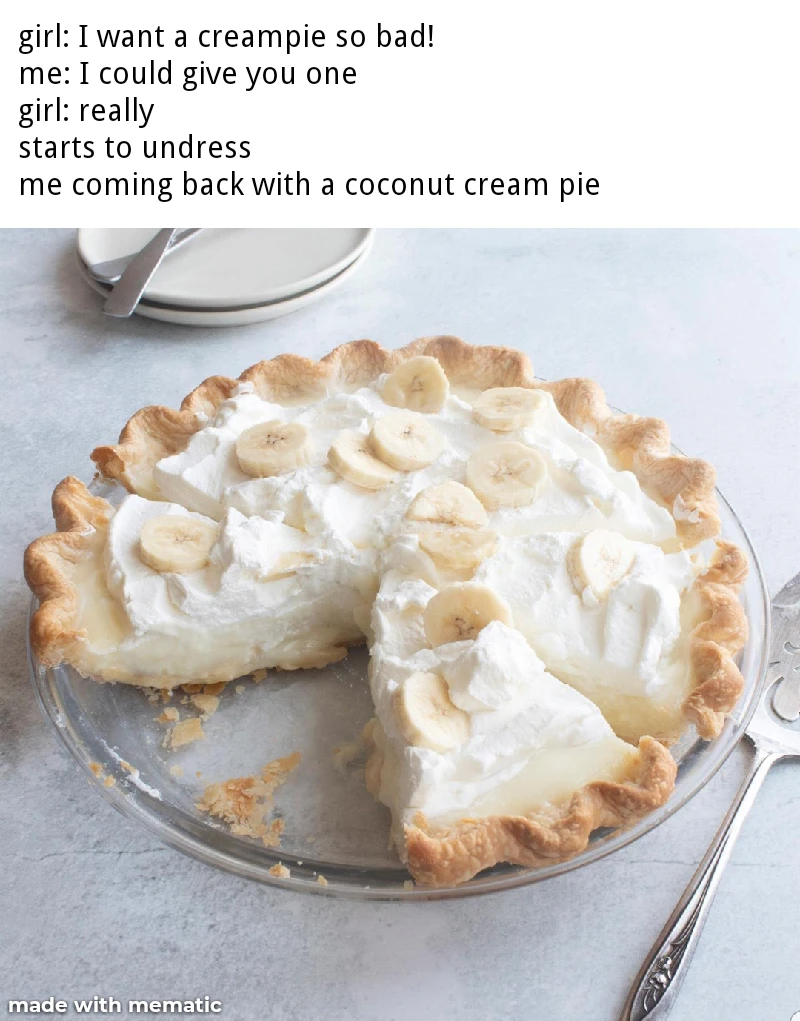 girl: I want a creampie so bad!
me: I could give you one
girl: really
starts to undress
me coming back with a coconut cream pie
made with mematic